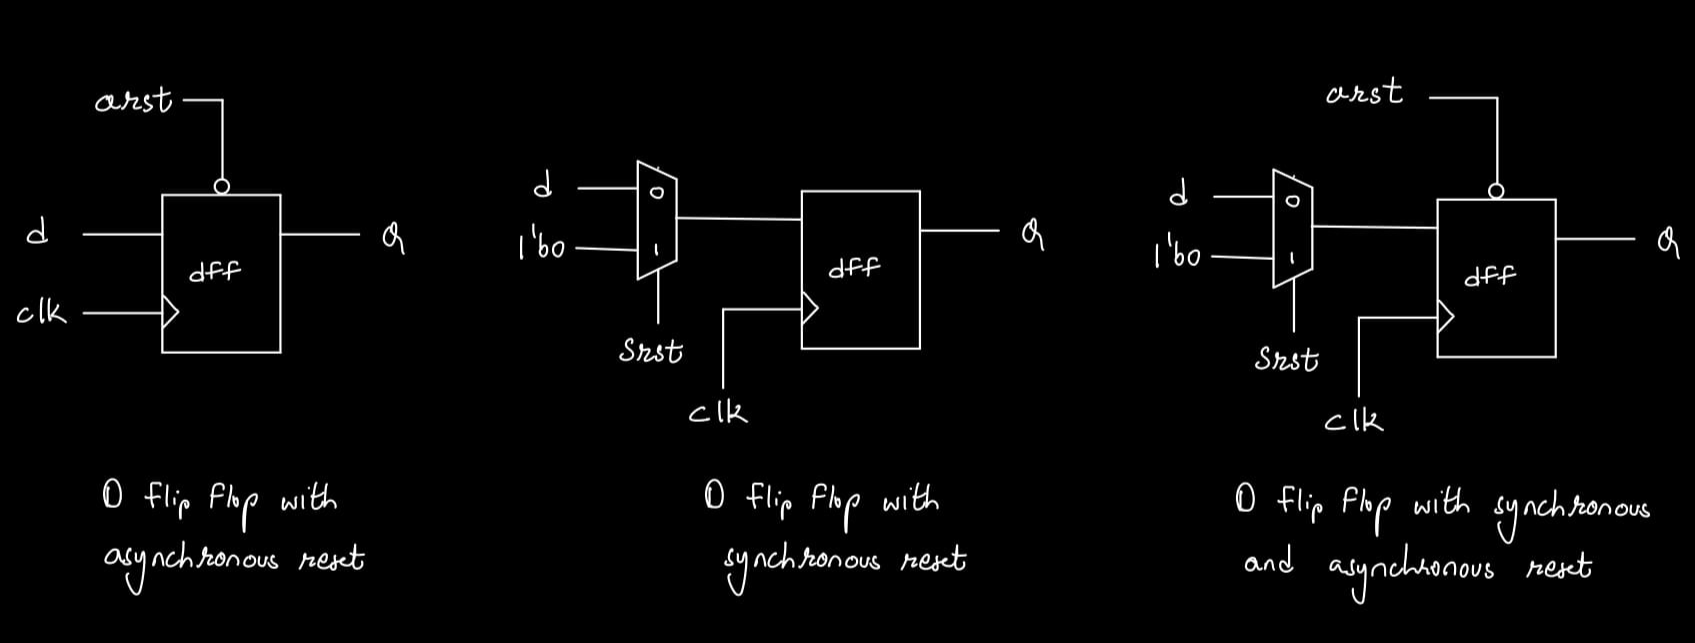 arst
d
clk
dff
Q
D flip flop with
asynchronous reset
d
1'b0
0
1
srst
clk
dff
Q
D flip flop with
synchronous reset
arst
d
1'b0
0
1
srst
clk
dff
Q
D flip flop with synchronous
and asynchronous reset